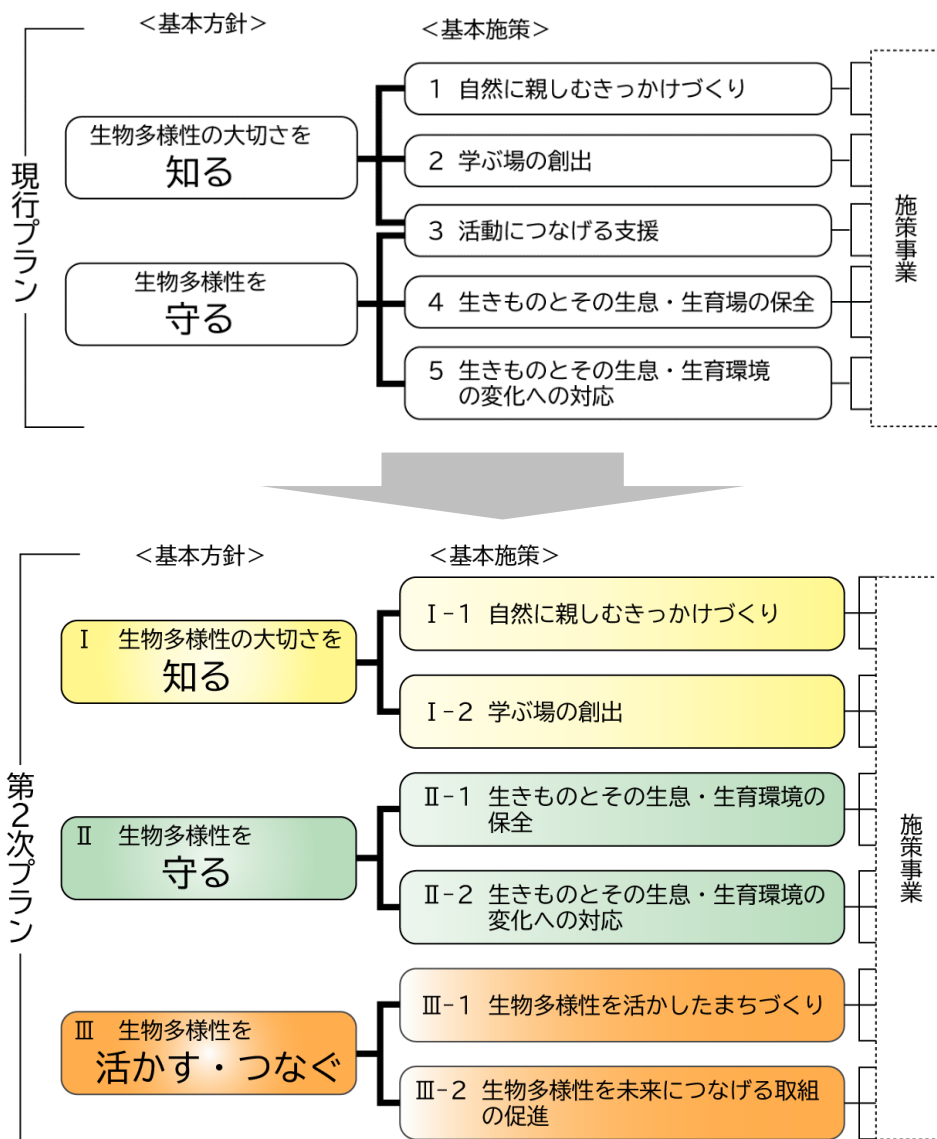 ＜基本方針＞
＜基本施策＞
現行プラン
生物多様性の大切さを
知る
生物多様性を
守る
1 自然に親しむきっかけづくり
2 学ぶ場の創出
3 活動につなげる支援
4 生きものとその生息・生育場の保全
5 生きものとその生息・生育環境
の変化への対応
施策事業
＜基本方針＞
＜基本施策＞
第2次プラン
Ⅰ 生物多様性の大切さを
知る
Ⅰ-1 自然に親しむきっかけづくり
Ⅰ-2 学ぶ場の創出
Ⅱ 生物多様性を
守る
Ⅱ-1 生きものとその生息・生育環境の
保全
Ⅱ-2 生きものとその生息・生育環境の
変化への対応
Ⅲ 生物多様性を
活かす・つなぐ
Ⅲ-1 生物多様性を活かしたまちづくり
Ⅲ-2 生物多様性を未来につなげる取組
の促進
施策事業